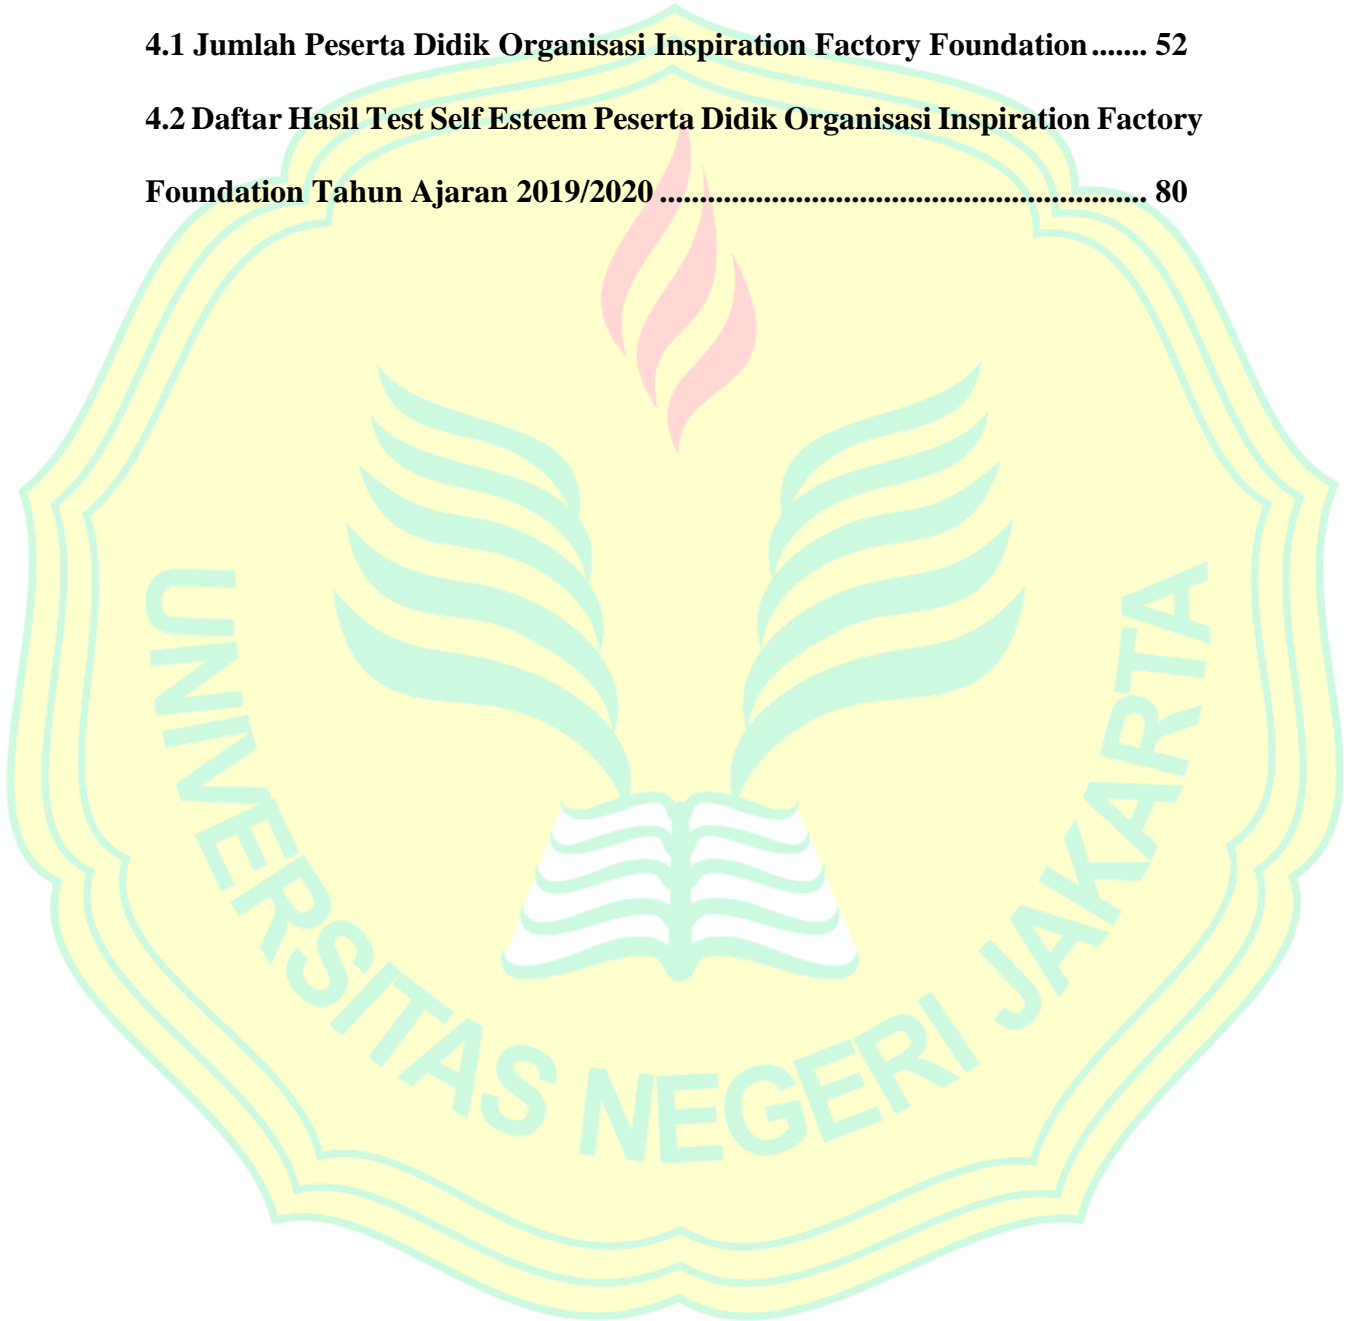 4.1 Jumlah Peserta Didik Organisasi Inspiration Factory Foundation ....... 52
4.2 Daftar Hasil Test Self Esteem Peserta Didik Organisasi Inspiration Factory
Foundation Tahun Ajaran 2019/2020 ............................................................. 80
UNIVERSITAS NEGERI JAKARTA